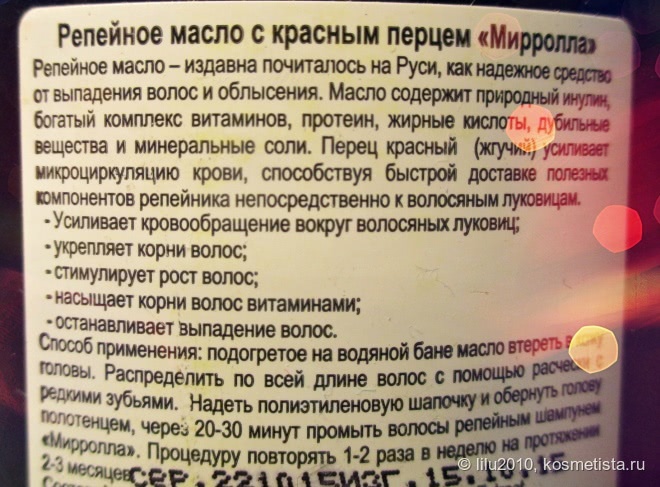 Репейное масло с красным перцем «Мирролла»
Репейное масло – издавна почиталось на Руси, как надежное средство
от выпадения волос и облысения. Масло содержит природный инулин,
богатый комплекс витаминов, протеин, жирные кислоты, дубильные
вещества и минеральные соли. Перец красный (жгучий) усиливает
микроциркуляцию крови, способствуя быстрой доставке полезных
компонентов репейника непосредственно к волосяным луковицам.
- Усиливает кровообращение вокруг волосяных луковиц;
- укрепляет корни волос;
- стимулирует рост волос;
- насыщает корни волос витаминами;
- останавливает выпадение волос.
Способ применения: подогретое на водяной бане масло втереть в кожу
головы. Распределить по всей длине волос с помощью расчески с
редкими зубьями. Надеть полиэтиленовую шапочку и обернуть голову
полотенцем, через 20-30 минут промыть волосы репейным шампунем
«Мирролла». Процедуру повторять 1-2 раза в неделю на протяжении
2-3 месяцев
© lilu2010, kosmetista.ru